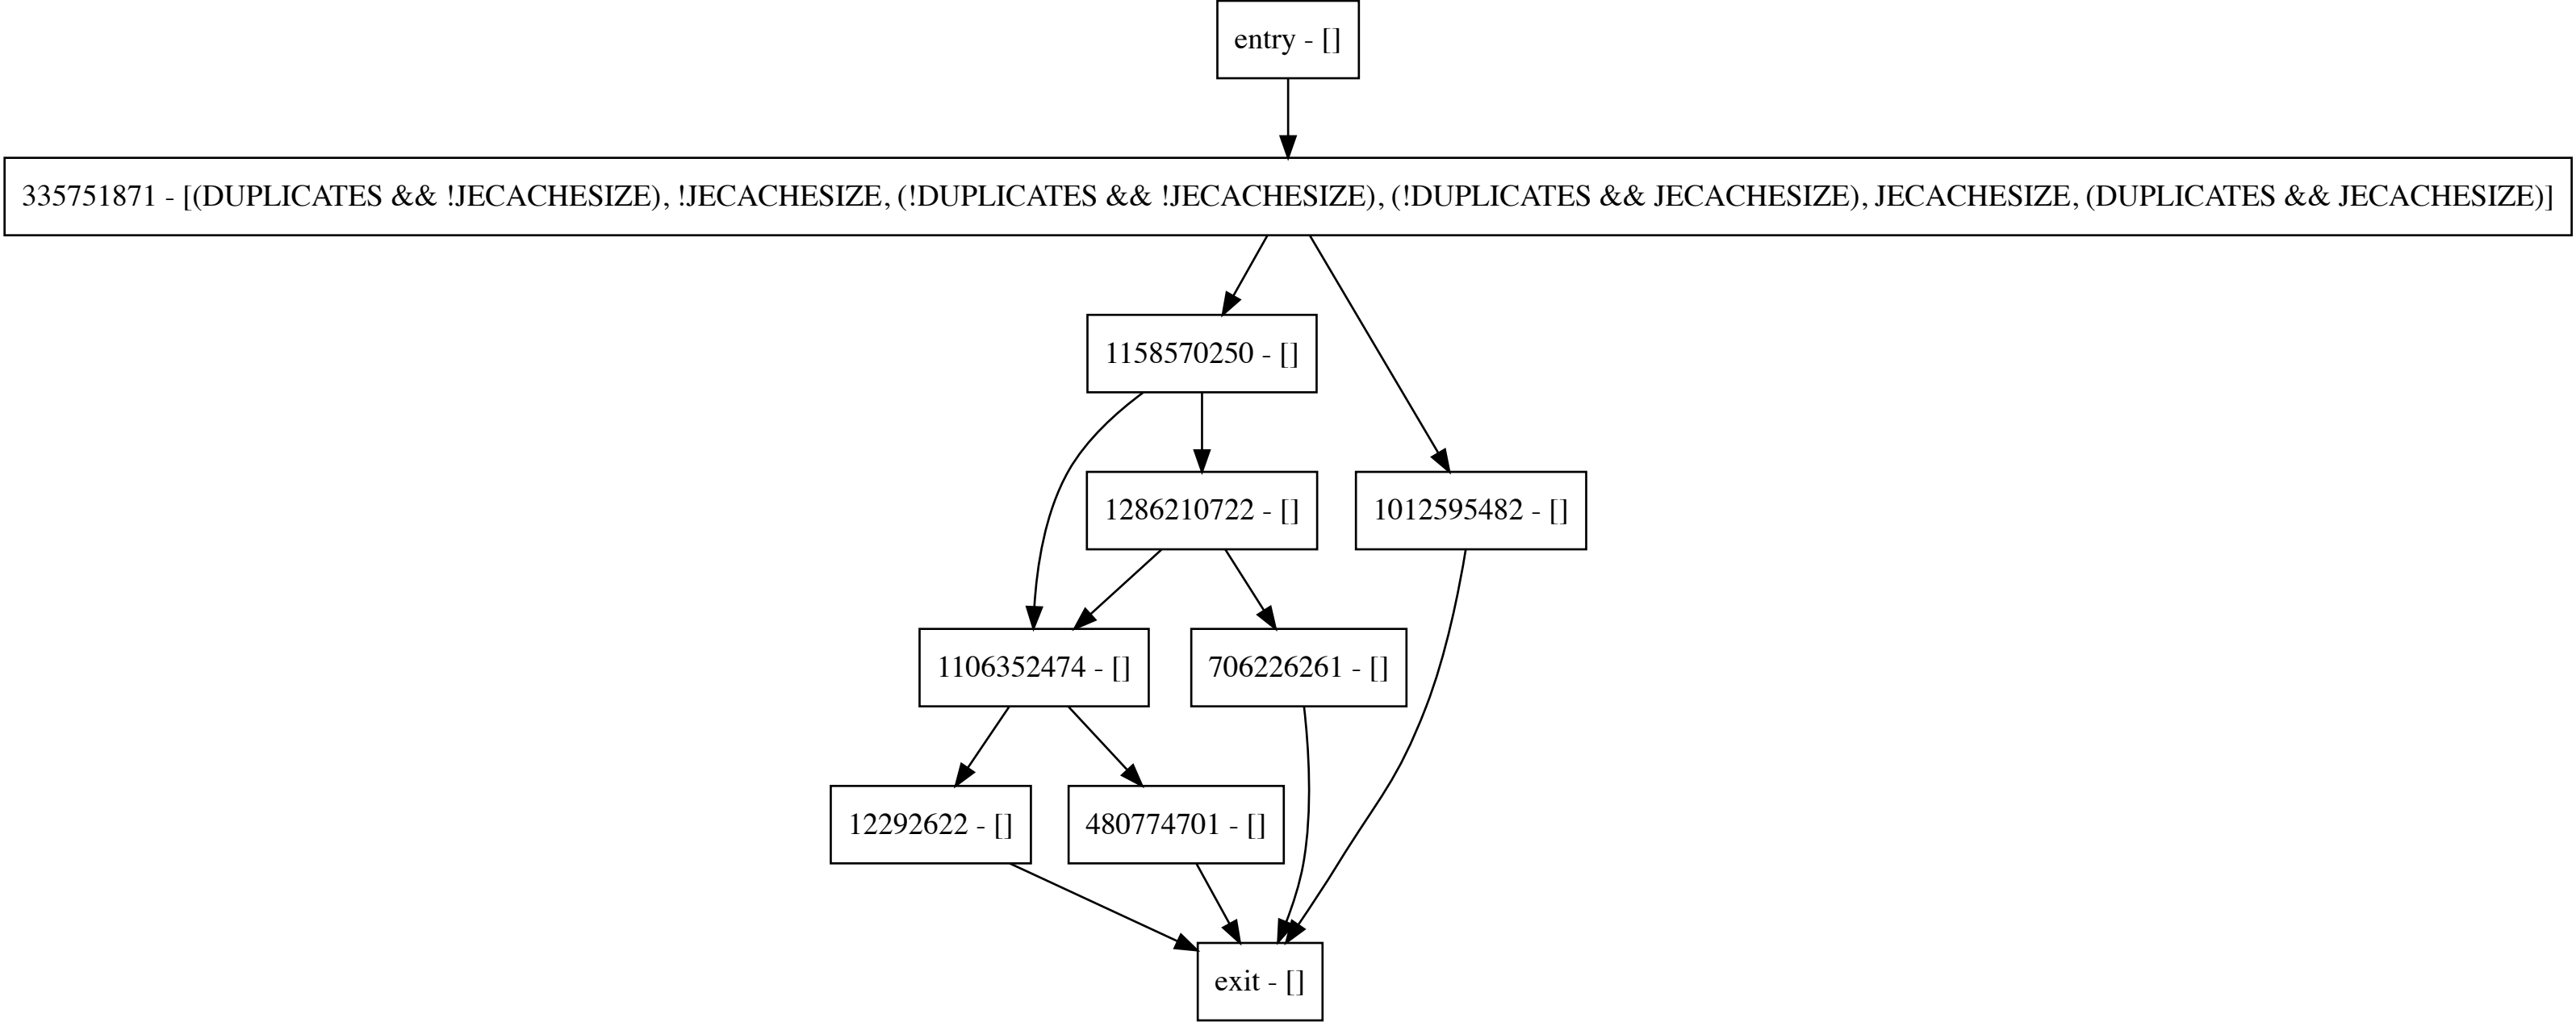 entry - []
335751871 - [(DUPLICATES && !JECACHESIZE), !JECACHESIZE, (!DUPLICATES && !JECACHESIZE), (!DUPLICATES && JECACHESIZE), JECACHESIZE, (DUPLICATES && JECACHESIZE)]
1158570250 - []
1286210722 - []
1012595482 - []
1106352474 - []
706226261 - []
12292622 - []
480774701 - []
exit - []